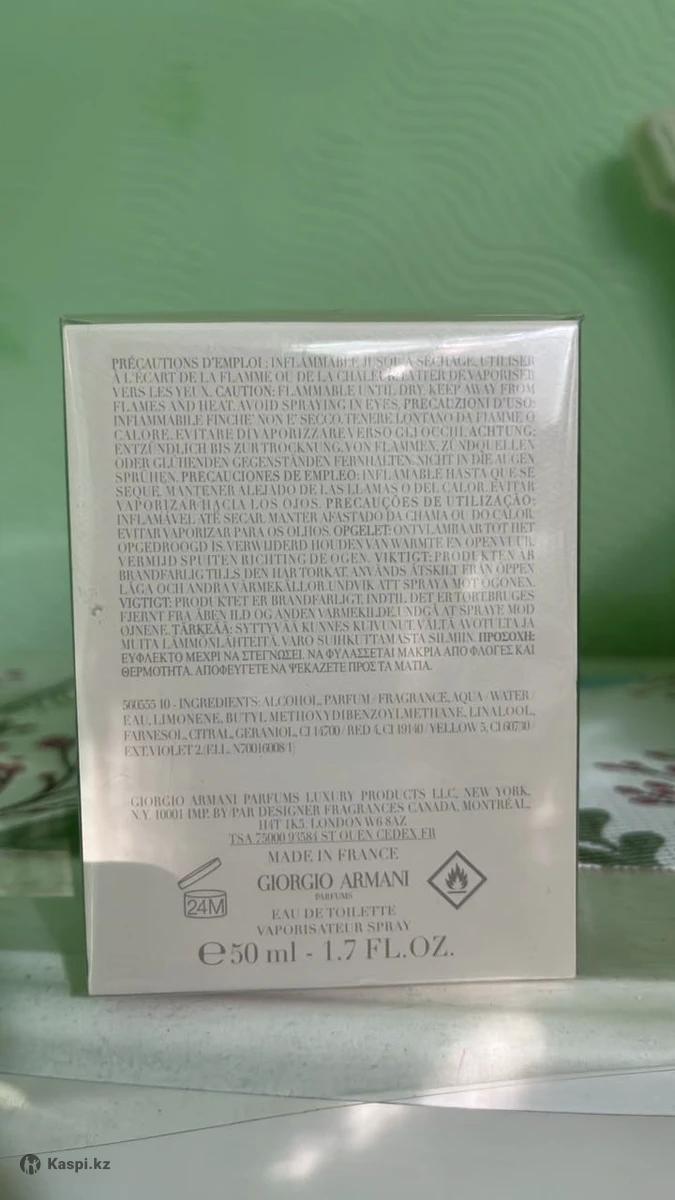 PRÉCAUTIONS D'EMPLOI : INFLAMMABLE JUSQU'À SÉCHAGE. UTILISER
À L'ÉCART DE LA FLAMME OU DE LA CHALEUR. ÉVITER DE VAPORISER
VERS LES YEUX. CAUTION: FLAMMABLE UNTIL DRY. KEEP AWAY FROM
FLAMES AND HEAT. AVOID SPRAYING IN EYES. PRECAUZIONI D'USO:
INFIAMMABILE FINCHE' NON E' SECCO. TENERE LONTANO DA FIAMME O
CALORE. EVITARE DI VAPORIZZARE VERSO GLI OCCHI. ACHTUNG:
ENTZÜNDLICH BIS ZUR TROCKNUNG. VON FLAMMEN, ZÜNDQUELLEN
ODER GLÜHENDEN GEGENSTÄNDEN FERNHALTEN. NICHT IN DIE AUGEN
SPRÜHEN. PRECAUCIONES DE EMPLEO: INFLAMABLE HASTA QUE SE
SEQUE. MANTENER ALEJADO DE LAS LLAMAS O DEL CALOR. EVITAR
VAPORIZAR HACIA LOS OJOS. PRECAUÇÕES DE UTILIZAÇÃO:
INFLAMÁVEL ATÉ SECAR. MANTER AFASTADO DA CHAMA OU DO CALOR.
EVITAR VAPORIZAR PARA OS OLHOS. OPGELET: ONTVLAMBAAR TOT HET
OPGEDROOGD IS. VERWIJDERD HOUDEN VAN WARMTE EN OPEN VUUR.
VERMIJD SPUITEN RICHTING DE OGEN. VIKTIGT: PRODUKTEN ÄR
BRANDFARLIG TILLS DEN HAR TORKAT. ANVÄNDS ÅTSKILT FRÅN ÖPPEN
LÅGA OCH ANDRA VÄRMEKÄLLOR. UNDVIK ATT SPRAYA MOT ÖGONEN.
VIGTIGT: PRODUKTET ER BRANDFARLIGT, INDTIL DET ER TØRT. BRUGES
FJERNT FRA ÅBEN ILD OG ANDEN VARMEKILDE. UNDGÅ AT SPRAYE MOD
ØJNENE. TÄRKEÄÄ: SYTTYVÄÄ KUNNES KUIVUNUT. VÄLTÄ AVOTULTA JA
MUITA LÄMMÖNLÄHTEITÄ. VARO SUIHKUTTAMASTA SILMIIN. ΠΡΟΣΟΧΗ:
ΕΥΦΛΕΚΤΟ ΜΕΧΡΙ ΝΑ ΣΤΕΓΝΩΣΕΙ. ΝΑ ΦΥΛΑΣΣΕΤΑΙ ΜΑΚΡΙΑ ΑΠΟ ΦΛΟΓΕΣ ΚΑΙ
ΘΕΡΜΟΤΗΤΑ. ΑΠΟΦΕΥΓΕΤΕ ΝΑ ΨΕΚΑΖΕΤΕ ΠΡΟΣ ΤΑ ΜΑΤΙΑ.
560555 10 - INGREDIENTS: ALCOHOL, PARFUM / FRAGRANCE, AQUA / WATER /
EAU, LIMONENE, BUTYL METHOXYDIBENZOYLMETHANE, LINALOOL,
FARNESOL, CITRAL, GERANIOL, CI 14700 / RED 4, CI 19140 / YELLOW 5, CI 60730 /
EXT. VIOLET 2. F.I.L. N70016008/1)
GIORGIO ARMANI PARFUMS LUXURY PRODUCTS LLC, NEW YORK,
N.Y. 10001 IMP. BY/PAR DESIGNER FRAGRANCES CANADA, MONTRÉAL,
H4T 1K5. LONDON W6 8AZ
TSA 75000 93584 ST OUEN CEDEX FR
MADE IN FRANCE
GIORGIO ARMANI
PARFUMS
24M
EAU DE TOILETTE
VAPORISATEUR SPRAY
℮ 50 ml - 1.7 FL.OZ.
Kaspi.kz